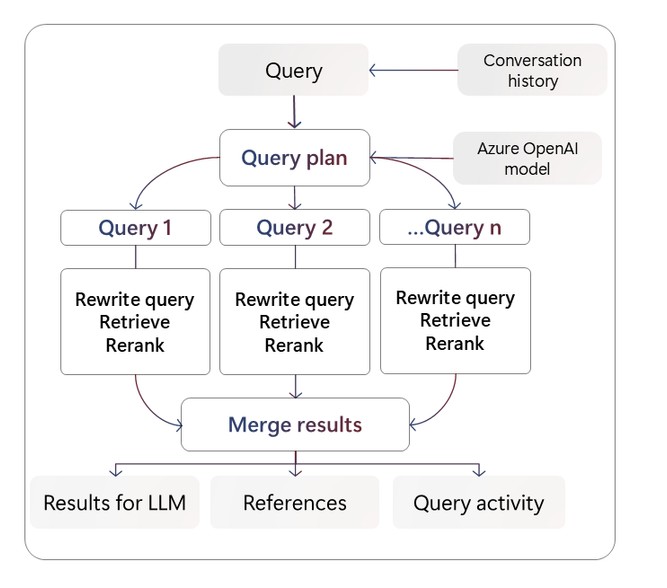 Query
Conversation
history
Query plan
Azure OpenAI
model
Query 1
Query 2
...Query n
Rewrite query
Retrieve
Rerank
Rewrite query
Retrieve
Rerank
Rewrite query
Retrieve
Rerank
Merge results
Results for LLM
References
Query activity